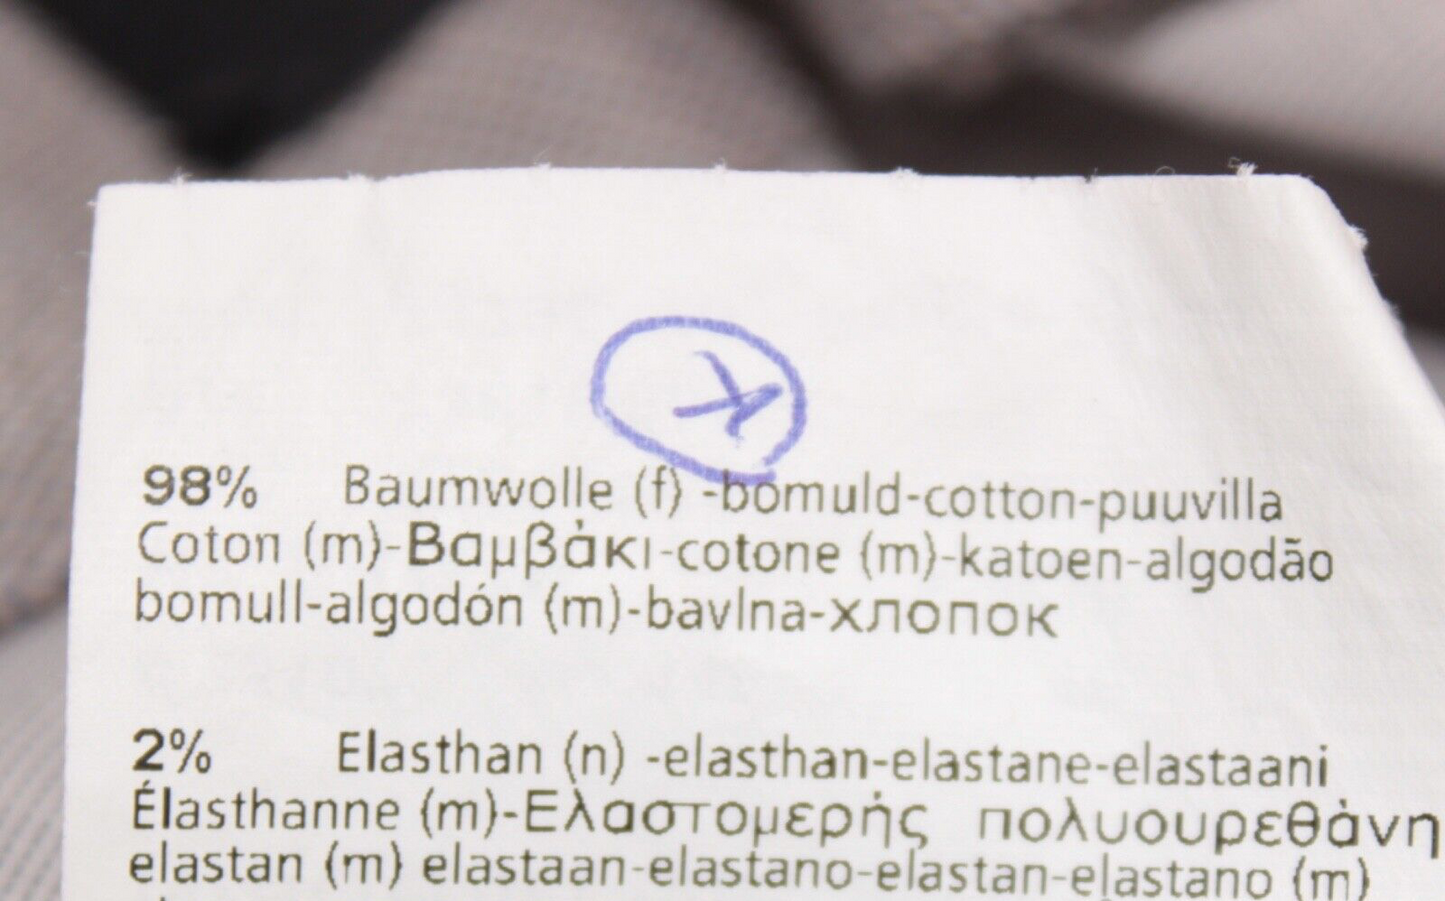 K
98% Baumwolle (f) -bomuld-cotton-puuvilla
Coton (m)-Βαμβάκι-cotone (m)-katoen-algodão
bomull-algodón (m)-bavlna-хлопок
2% Elasthan (n) -elasthan-elastane-elastaani
Élasthanne (m)-Ελαστομερής πολυουρεθάνη
elastan (m) elastaan-elastano-elastan-elastano (m)